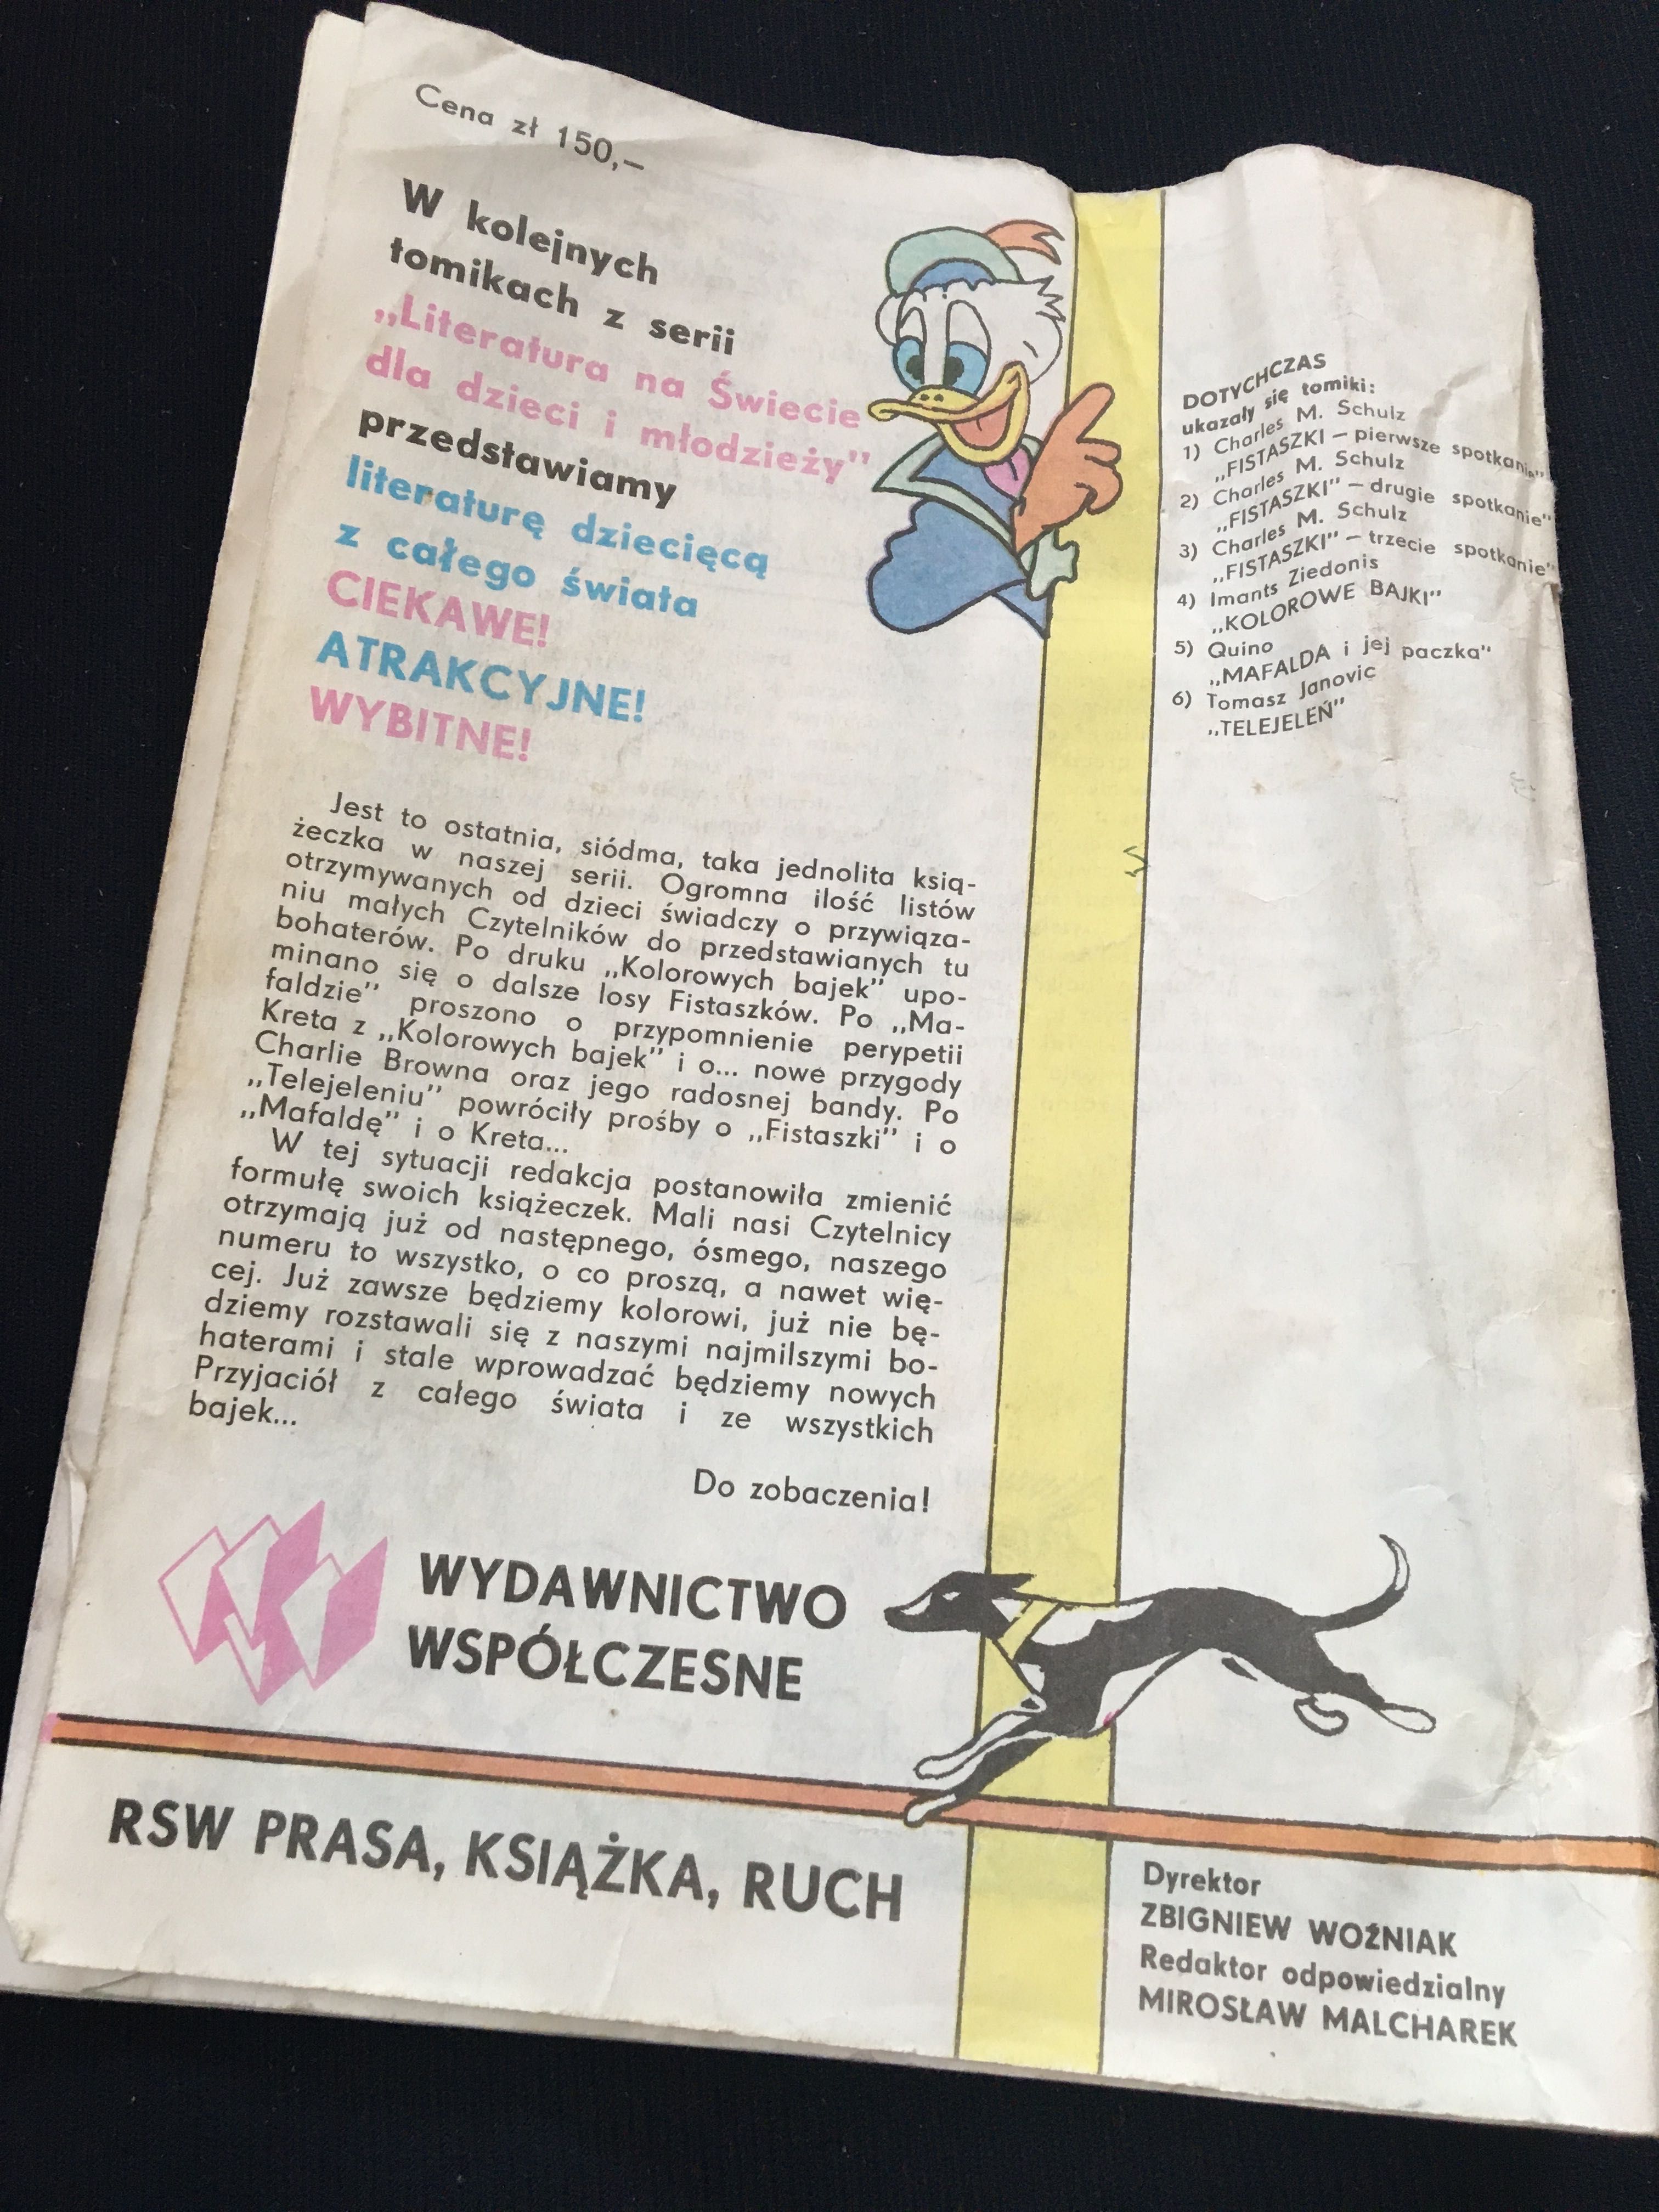 Cena zł 150,–
W kolejnych
tomikach z serii
„Literatura na Świecie
dla dzieci i młodzieży"
przedstawiamy
literaturę dziecięcą
z całego świata
CIEKAWE!
ATRAKCYJNE!
WYBITNE!
Jest to ostatnia, siódma, taka jednolita ksią-
żeczka w naszej serii. Ogromna ilość listów
otrzymywanych od dzieci świadczy o przywiąza-
niu małych Czytelników do przedstawianych tu
bohaterów. Po druku „Kolorowych bajek" upo-
minano się o dalsze losy Fistaszków. Po „Ma-
faldzie" proszono o przypomnienie perypetii
Kreta z „Kolorowych bajek" i o... nowe przygody
Charlie Browna oraz jego radosnej bandy. Po
„Telejeleniu" powróciły prośby o „Fistaszki" i o
„Mafaldę" i o Kreta...
W tej sytuacji redakcja postanowiła zmienić
formułę swoich książeczek. Mali nasi Czytelnicy
otrzymają już od następnego, ósmego, naszego
numeru to wszystko, o co proszą, a nawet wię-
cej. Już zawsze będziemy kolorowi, już nie bę-
dziemy rozstawali się z naszymi najmilszymi bo-
haterami i stale wprowadzać będziemy nowych
Przyjaciół z całego świata i ze wszystkich
bajek...
Do zobaczenia!
WYDAWNICTWO
WSPÓŁCZESNE
RSW PRASA, KSIĄŻKA, RUCH
DOTYCHCZAS
ukazały się tomiki:
1) Charles M. Schulz
„FISTASZKI – pierwsze spotkanie"
2) Charles M. Schulz
„FISTASZKI" – drugie spotkanie"
3) Charles M. Schulz
„FISTASZKI" – trzecie spotkanie"
4) Imants Ziedonis
„KOLOROWE BAJKI"
5) Quino
„MAFALDA i jej paczka"
6) Tomasz Janovic
„TELEJELEŃ"
Dyrektor
ZBIGNIEW WOŹNIAK
Redaktor odpowiedzialny
MIROSŁAW MALCHAREK